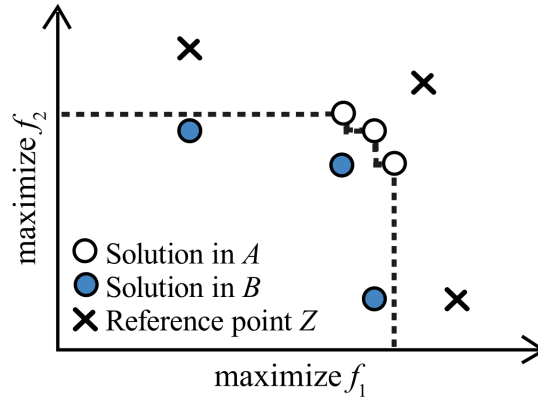 maximize f₂
Solution in A
Solution in B
Reference point Z
maximize f₁